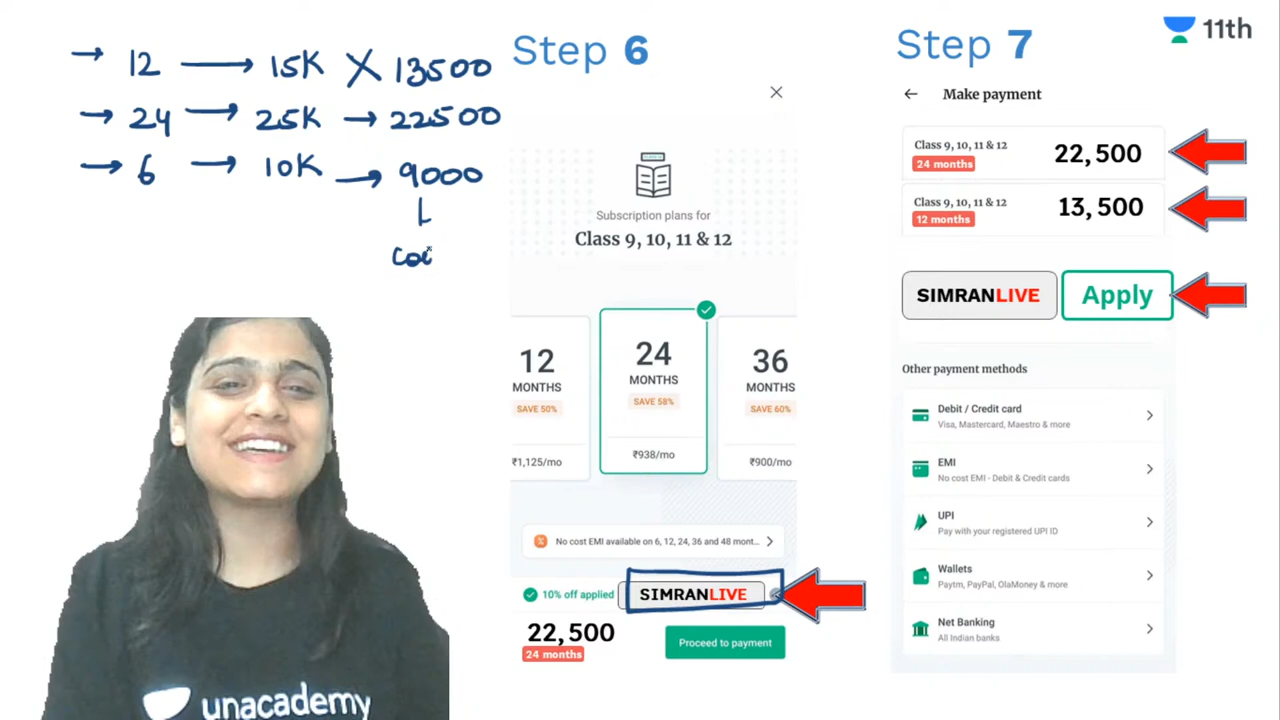 → 12 → 15K X 13500
→ 24 → 25K → 22500
→ 6 → 10K → 9000
Step 6
Subscription plans for
Class 9, 10, 11 & 12
12
MONTHS
SAVE 50%
₹1,125/mo
24
MONTHS
SAVE 58%
₹938/mo
36
MONTHS
SAVE 60%
₹900/mo
No cost EMI available on 6, 12, 24, 36 and 48 mont...
10% off applied
SIMRANLIVE
22,500
24 months
Proceed to payment
Step 7
11th
Make payment
Class 9, 10, 11 & 12
24 months
22,500
Class 9, 10, 11 & 12
12 months
13,500
SIMRANLIVE
Apply
Other payment methods
Debit / Credit card
Visa, Mastercard, Maestro & more
EMI
No cost EMI - Debit & Credit cards
UPI
Pay with your registered UPI ID
Wallets
Paytm, PayPal, OlaMoney & more
Net Banking
All Indian banks
unacademy